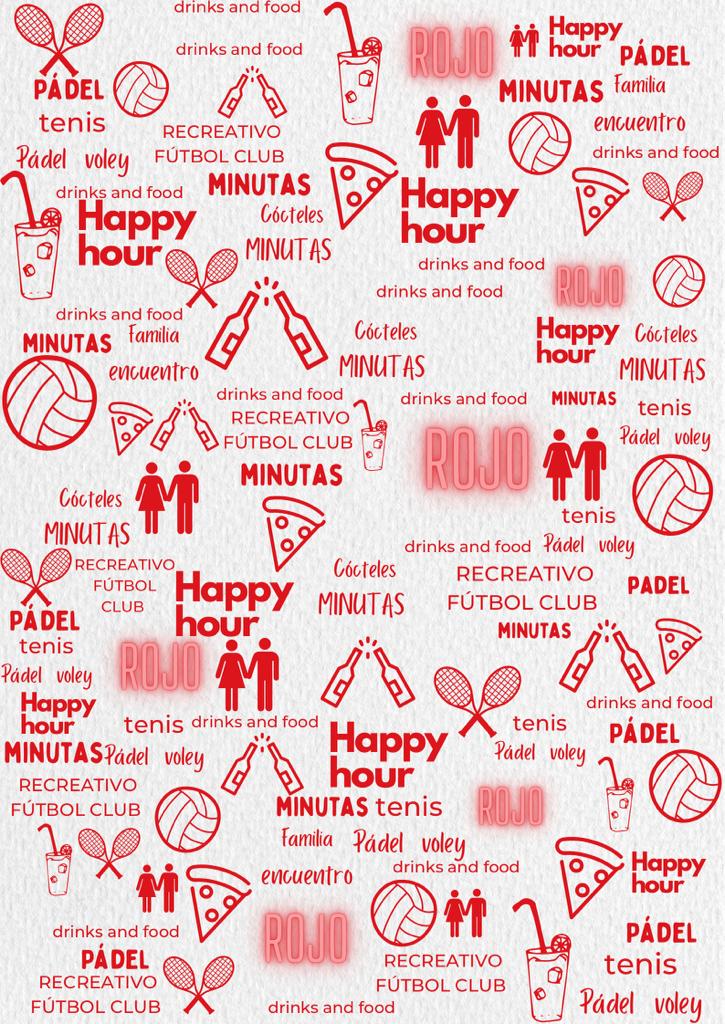 drinks and food
drinks and food
ROJO
Happy
hour
PÁDEL
PÁDEL
MINUTAS
Familia
tenis
encuentro
RECREATIVO
FÚTBOL CLUB
drinks and food
Pádel voley
drinks and food
MINUTAS
Happy
hour
Cócteles
MINUTAS
Happy
hour
drinks and food
drinks and food
ROJO
drinks and food
MINUTAS
Familia
encuentro
Cócteles
MINUTAS
Happy
hour
Cócteles
MINUTAS
drinks and food
RECREATIVO
FÚTBOL CLUB
drinks and food
MINUTAS
tenis
Pádel voley
MINUTAS
ROJO
Cócteles
MINUTAS
tenis
drinks and food
Pádel voley
RECREATIVO
FÚTBOL
CLUB
Happy
hour
Cócteles
MINUTAS
RECREATIVO
FÚTBOL CLUB
PADEL
PÁDEL
tenis
Pádel voley
ROJO
MINUTAS
Happy
hour
tenis
drinks and food
drinks and food
MINUTAS
Pádel voley
Happy
hour
tenis
Pádel voley
PÁDEL
RECREATIVO
FÚTBOL CLUB
MINUTAS
tenis
ROJO
Familia
encuentro
Pádel voley
drinks and food
Happy
hour
drinks and food
PÁDEL
RECREATIVO
FÚTBOL CLUB
ROJO
drinks and food
RECREATIVO
FÚTBOL CLUB
PÁDEL
tenis
Pádel voley